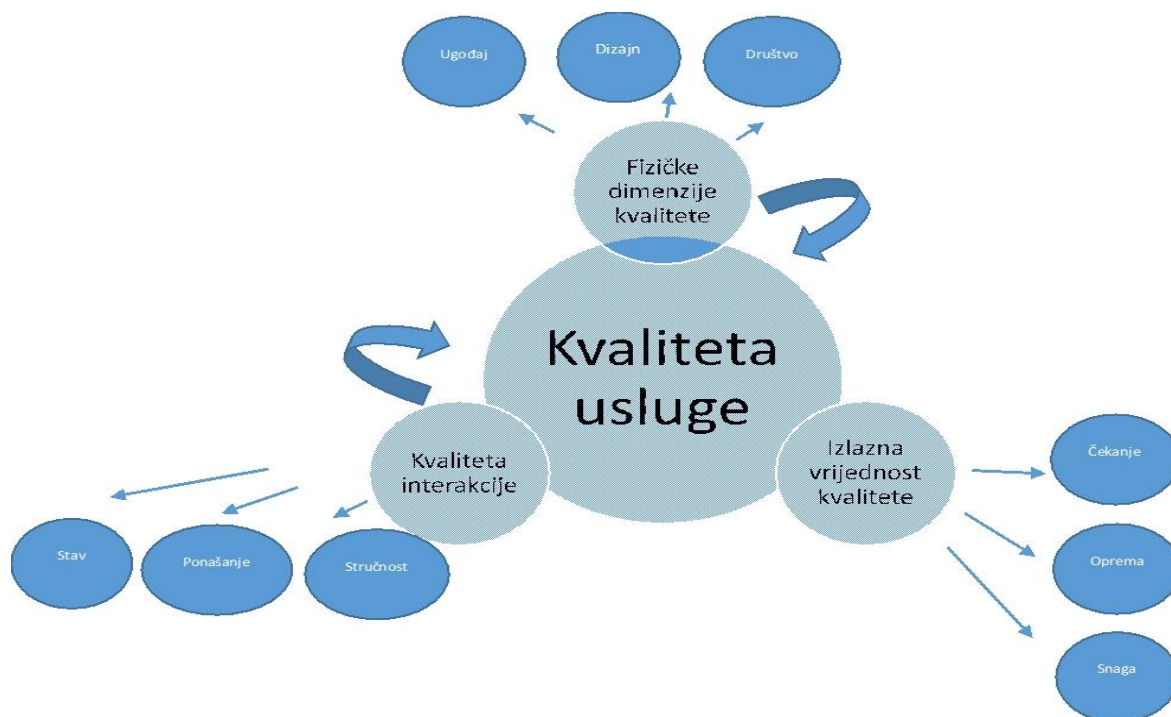 Ugođaj
Dizajn
Društvo
Fizičke
dimenzije
kvalitete
Kvaliteta
usluge
Kvaliteta
interakcije
Izlazna
vrijednost
kvalitete
Čekanje
Oprema
Snaga
Stav
Ponašanje
Stručnost